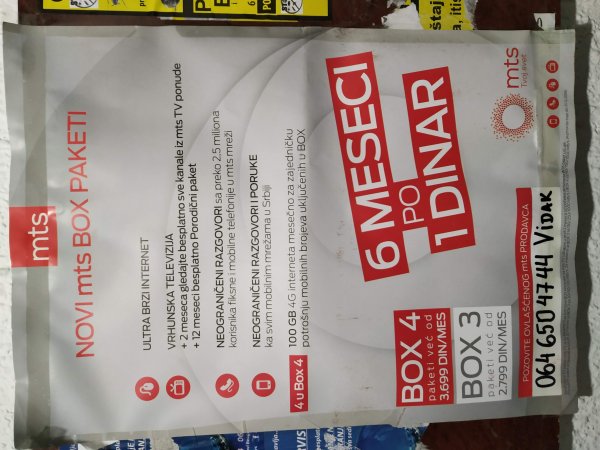 mts
NOVI mts BOX PAKETI
ULTRA BRZI INTERNET
VRHUNSKA TELEVIZIJA
+ 2 meseca gledajte besplatno sve kanale iz mts TV ponude
+ 12 meseci besplatno Porodični paket
NEOGRANIČENI RAZGOVORI sa preko 2,5 miliona
korisnika fiksne i mobilne telefonije u mts mreži
NEOGRANIČENI RAZGOVORI I PORUKE
ka svim mobilnim mrežama u Srbiji
4 u Box 4
100 GB 4G interneta mesečno za zajedničku
potrošnju mobilnih brojeva uključenih u BOX
6 MESECI
PO
1 DINAR
BOX 4
paketi već od
3.699 DIN/MES
BOX 3
paketi već od
2.799 DIN/MES
mts
Tvoj svet
POZOVITE OVLAŠĆENOG mts PRODAVCA
064 650 4744 VIDAK